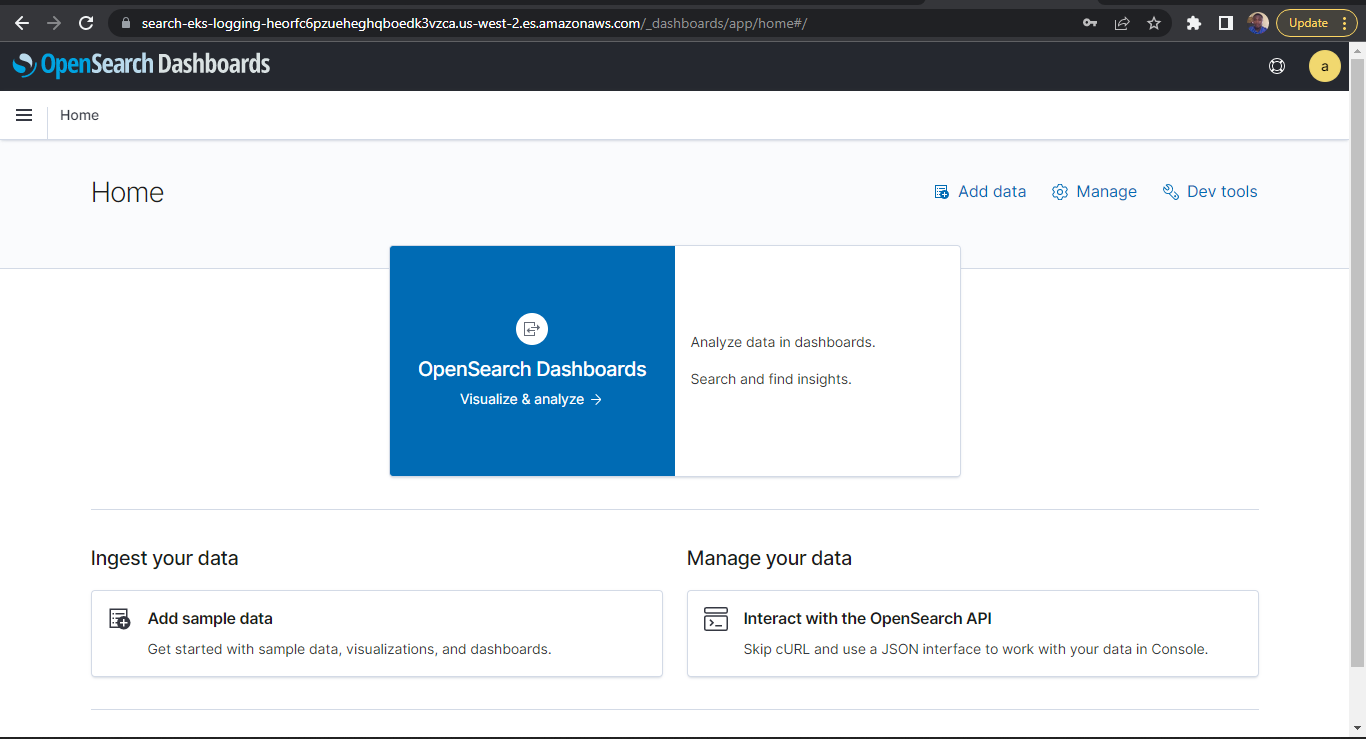 search-eks-logging-heorfc6pzueheghqboedk3vzca.us-west-2.es.amazonaws.com/_dashboards/app/home#/
Update
OpenSearch Dashboards
a
Home
Home
Add data
Manage
Dev tools
OpenSearch Dashboards
Visualize & analyze →
Analyze data in dashboards.
Search and find insights.
Ingest your data
Manage your data
Add sample data
Get started with sample data, visualizations, and dashboards.
Interact with the OpenSearch API
Skip cURL and use a JSON interface to work with your data in Console.